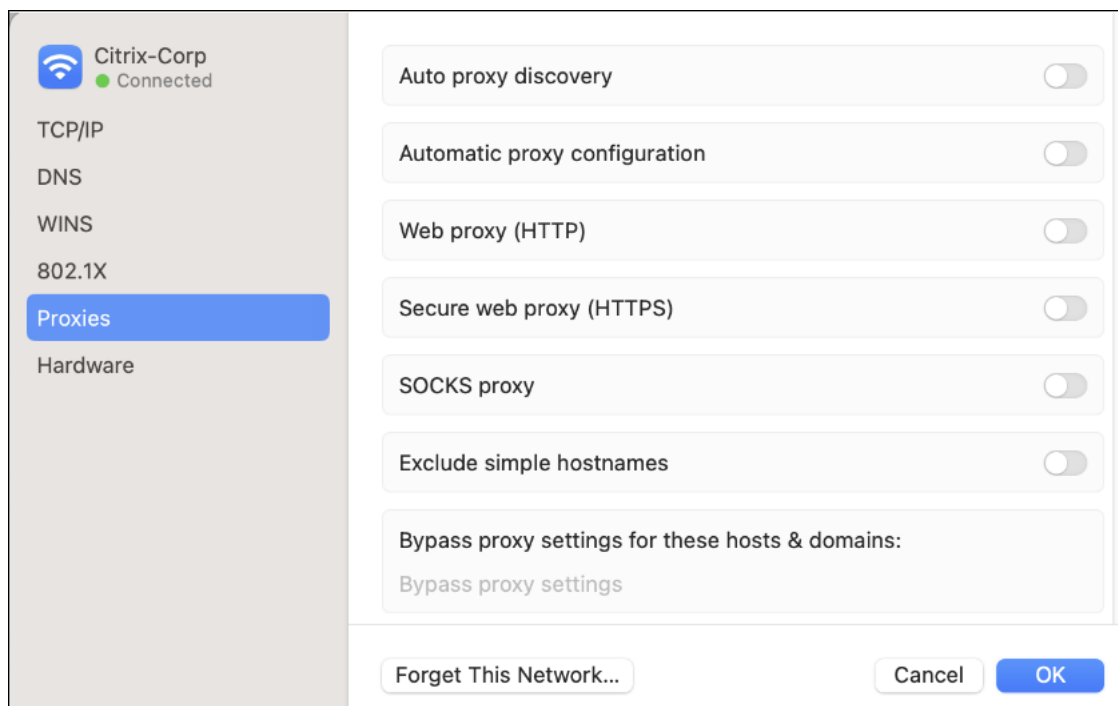 Citrix-Corp
Connected
TCP/IP
DNS
WINS
802.1X
Proxies
Hardware
Auto proxy discovery
Automatic proxy configuration
Web proxy (HTTP)
Secure web proxy (HTTPS)
SOCKS proxy
Exclude simple hostnames
Bypass proxy settings for these hosts & domains:
Bypass proxy settings
Forget This Network...
Cancel
OK